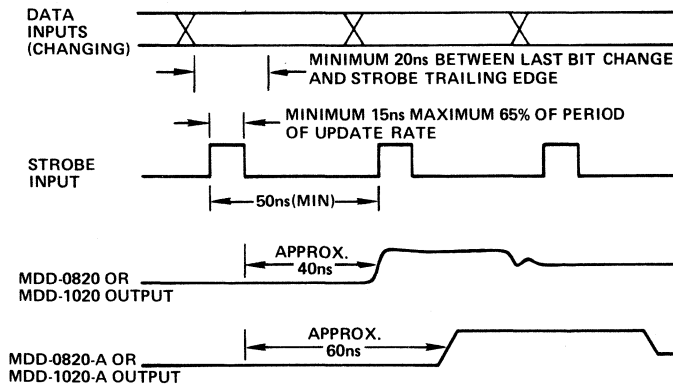 DATA
INPUTS
(CHANGING)
MINIMUM 20ns BETWEEN LAST BIT CHANGE
AND STROBE TRAILING EDGE
MINIMUM 15ns MAXIMUM 65% OF PERIOD
OF UPDATE RATE
STROBE
INPUT
50ns (MIN)
APPROX.
40ns
MDD-0820 OR
MDD-1020 OUTPUT
APPROX.
60ns
MDD-0820-A OR
MDD-1020-A OUTPUT